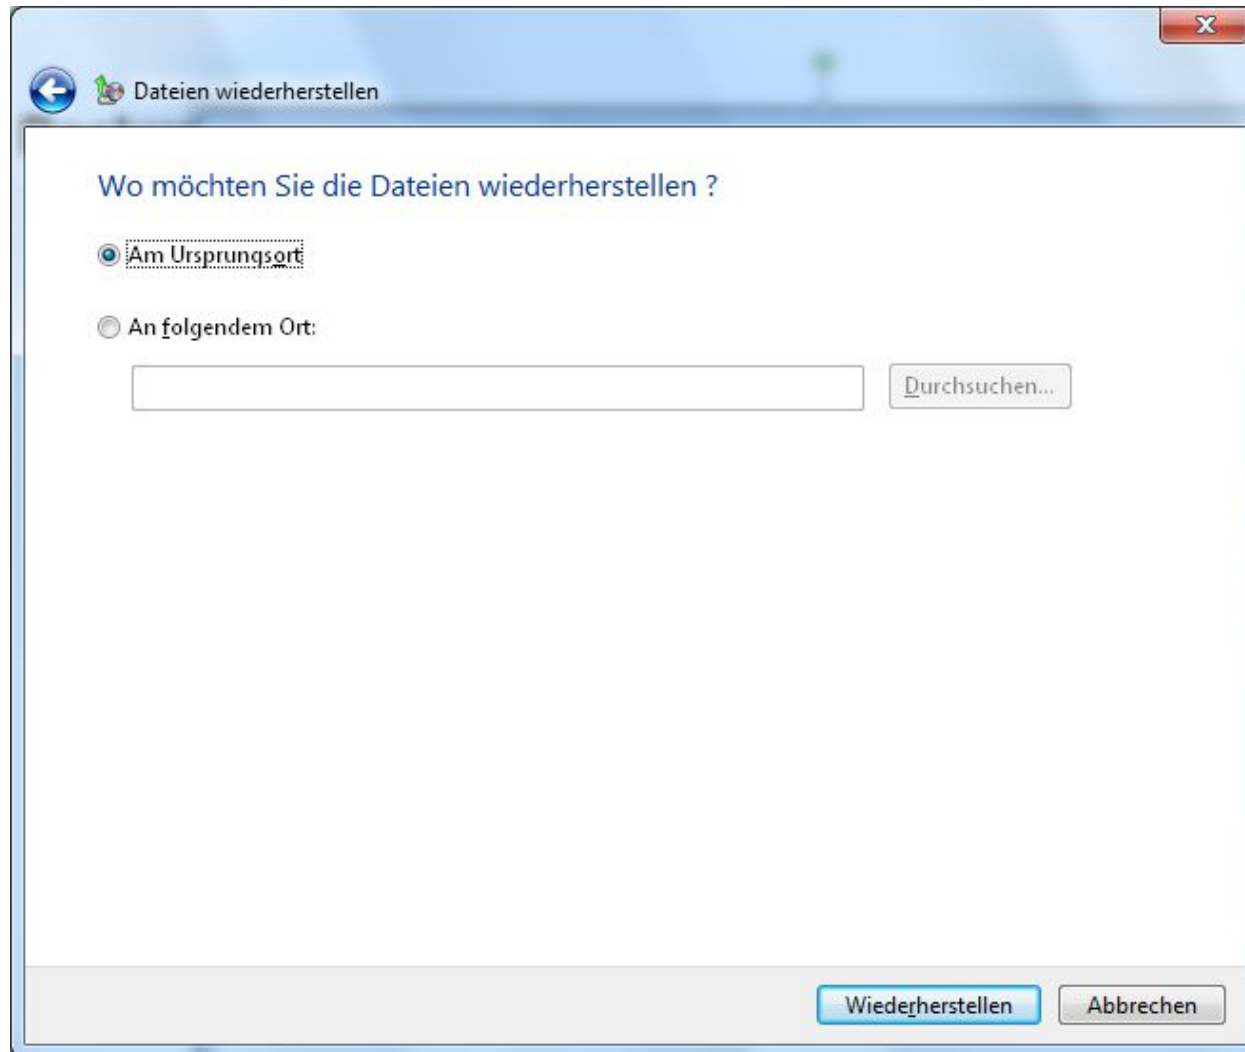 Dateien wiederherstellen
Wo möchten Sie die Dateien wiederherstellen ?
Am Ursprungsort
An folgendem Ort:
Durchsuchen...
Wiederherstellen
Abbrechen